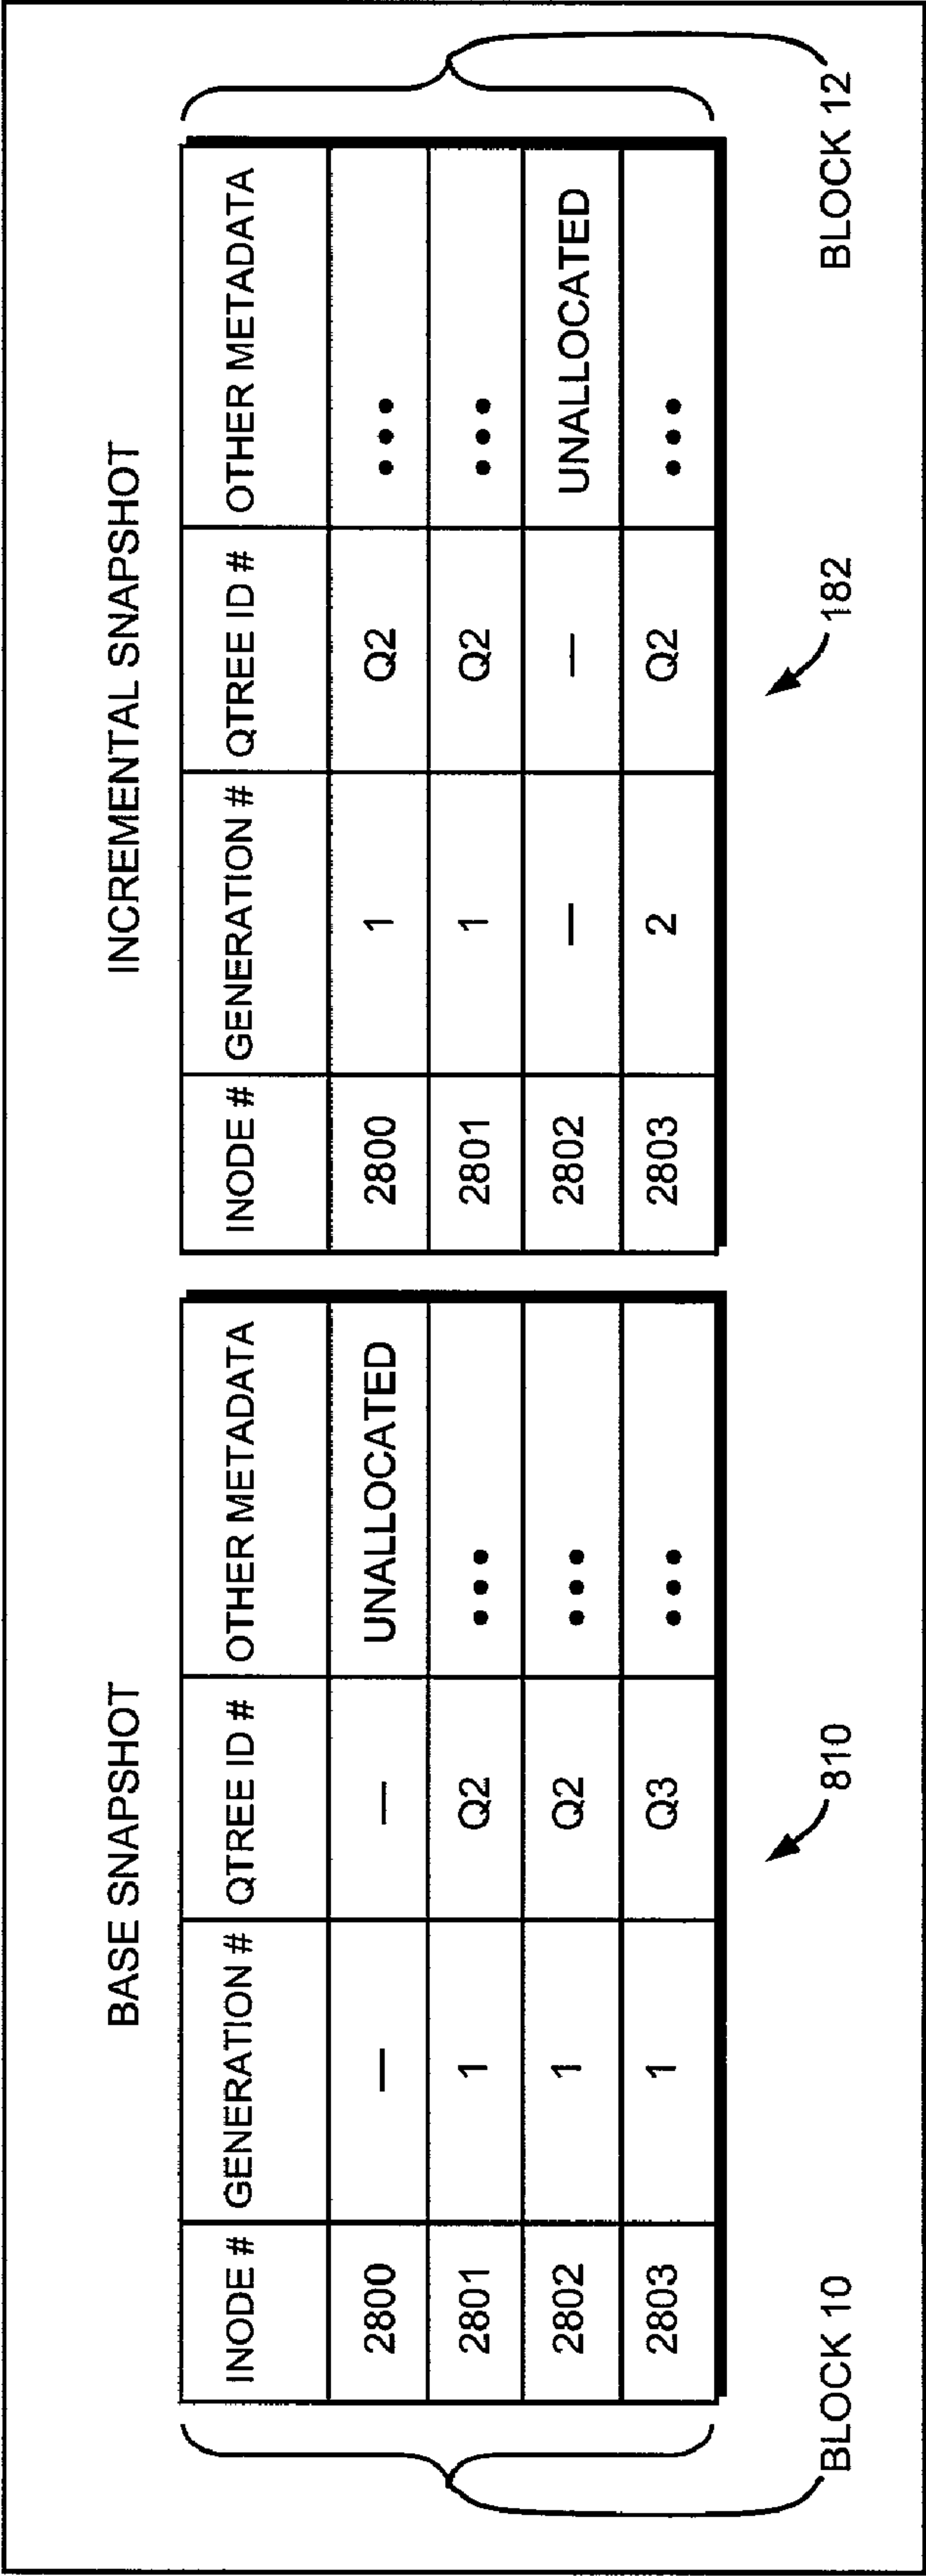 BASE SNAPSHOT INCREMENTAL SNAPSHOT
INODE # GENERATION # QTREE ID # OTHER METADATA INODE # GENERATION # QTREE ID # OTHER METADATA
2800 — — UNALLOCATED 2800 1 Q2 •••
2801 1 Q2 ••• 2801 1 Q2 •••
2802 1 Q2 ••• 2802 — — UNALLOCATED
2803 1 Q3 ••• 2803 2 Q2 •••
BLOCK 10 810 182 BLOCK 12